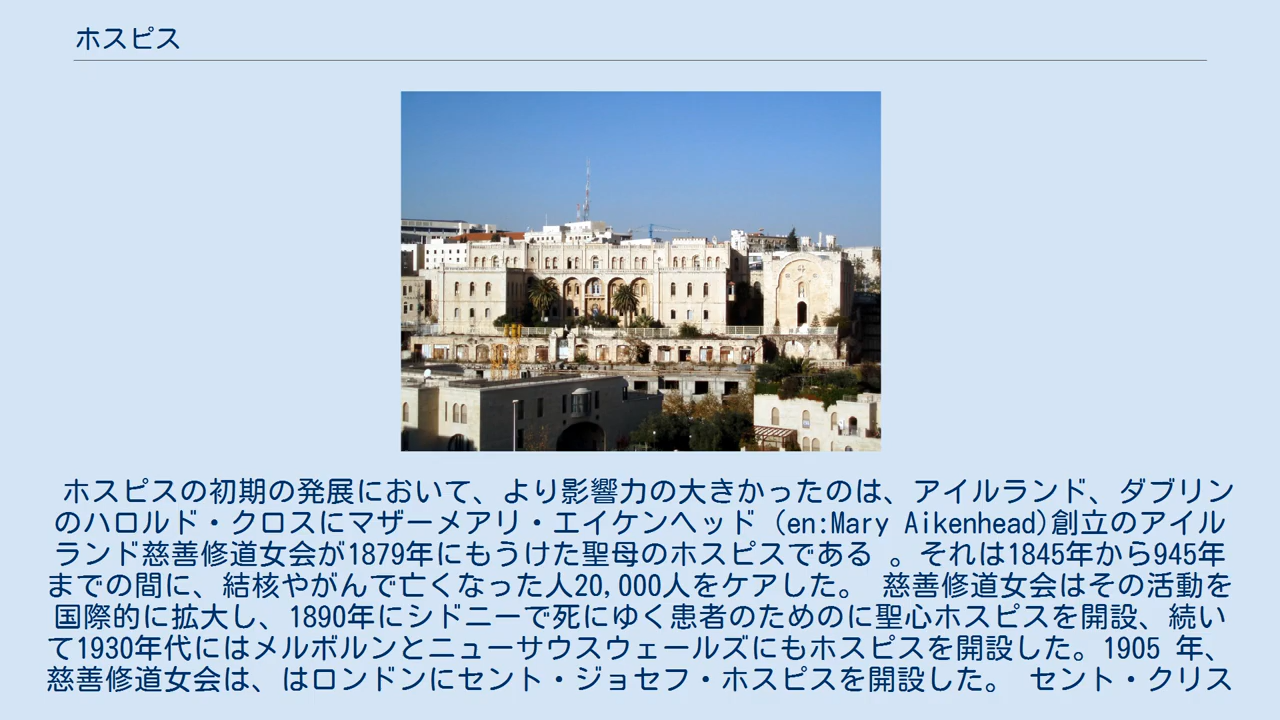 ホスピス
ホスピスの初期の発展において、より影響力の大きかったのは、アイルランド、ダブリン
のハロルド・クロスにマザーメアリ・エイケンヘッド (en:Mary Aikenhead)創立のアイル
ランド慈善修道女会が1879年にもうけた聖母のホスピスである 。それは1845年から945年
までの間に、結核やがんで亡くなった人20,000人をケアした。 慈善修道女会はその活動を
国際的に拡大し、1890年にシドニーで死にゆく患者のためのに聖心ホスピスを開設、続い
て1930年代にはメルボルンとニューサウスウェールズにもホスピスを開設した。1905 年、
慈善修道女会は、はロンドンにセント・ジョセフ・ホスピスを開設した。 セント・クリス